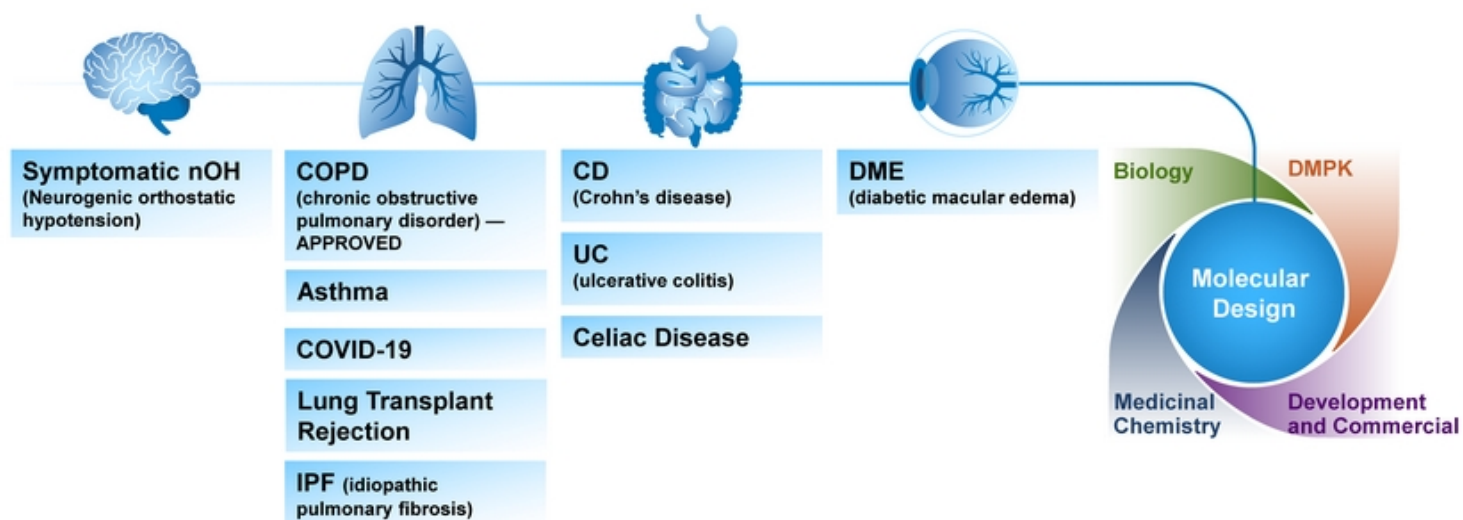 Symptomatic nOH
(Neurogenic orthostatic
hypotension)
COPD
(chronic obstructive
pulmonary disorder) —
APPROVED
Asthma
COVID-19
Lung Transplant
Rejection
IPF (idiopathic
pulmonary fibrosis)
CD
(Crohn’s disease)
UC
(ulcerative colitis)
Celiac Disease
DME
(diabetic macular edema)
Biology
DMPK
Molecular
Design
Medicinal
Chemistry
Development
and Commercial